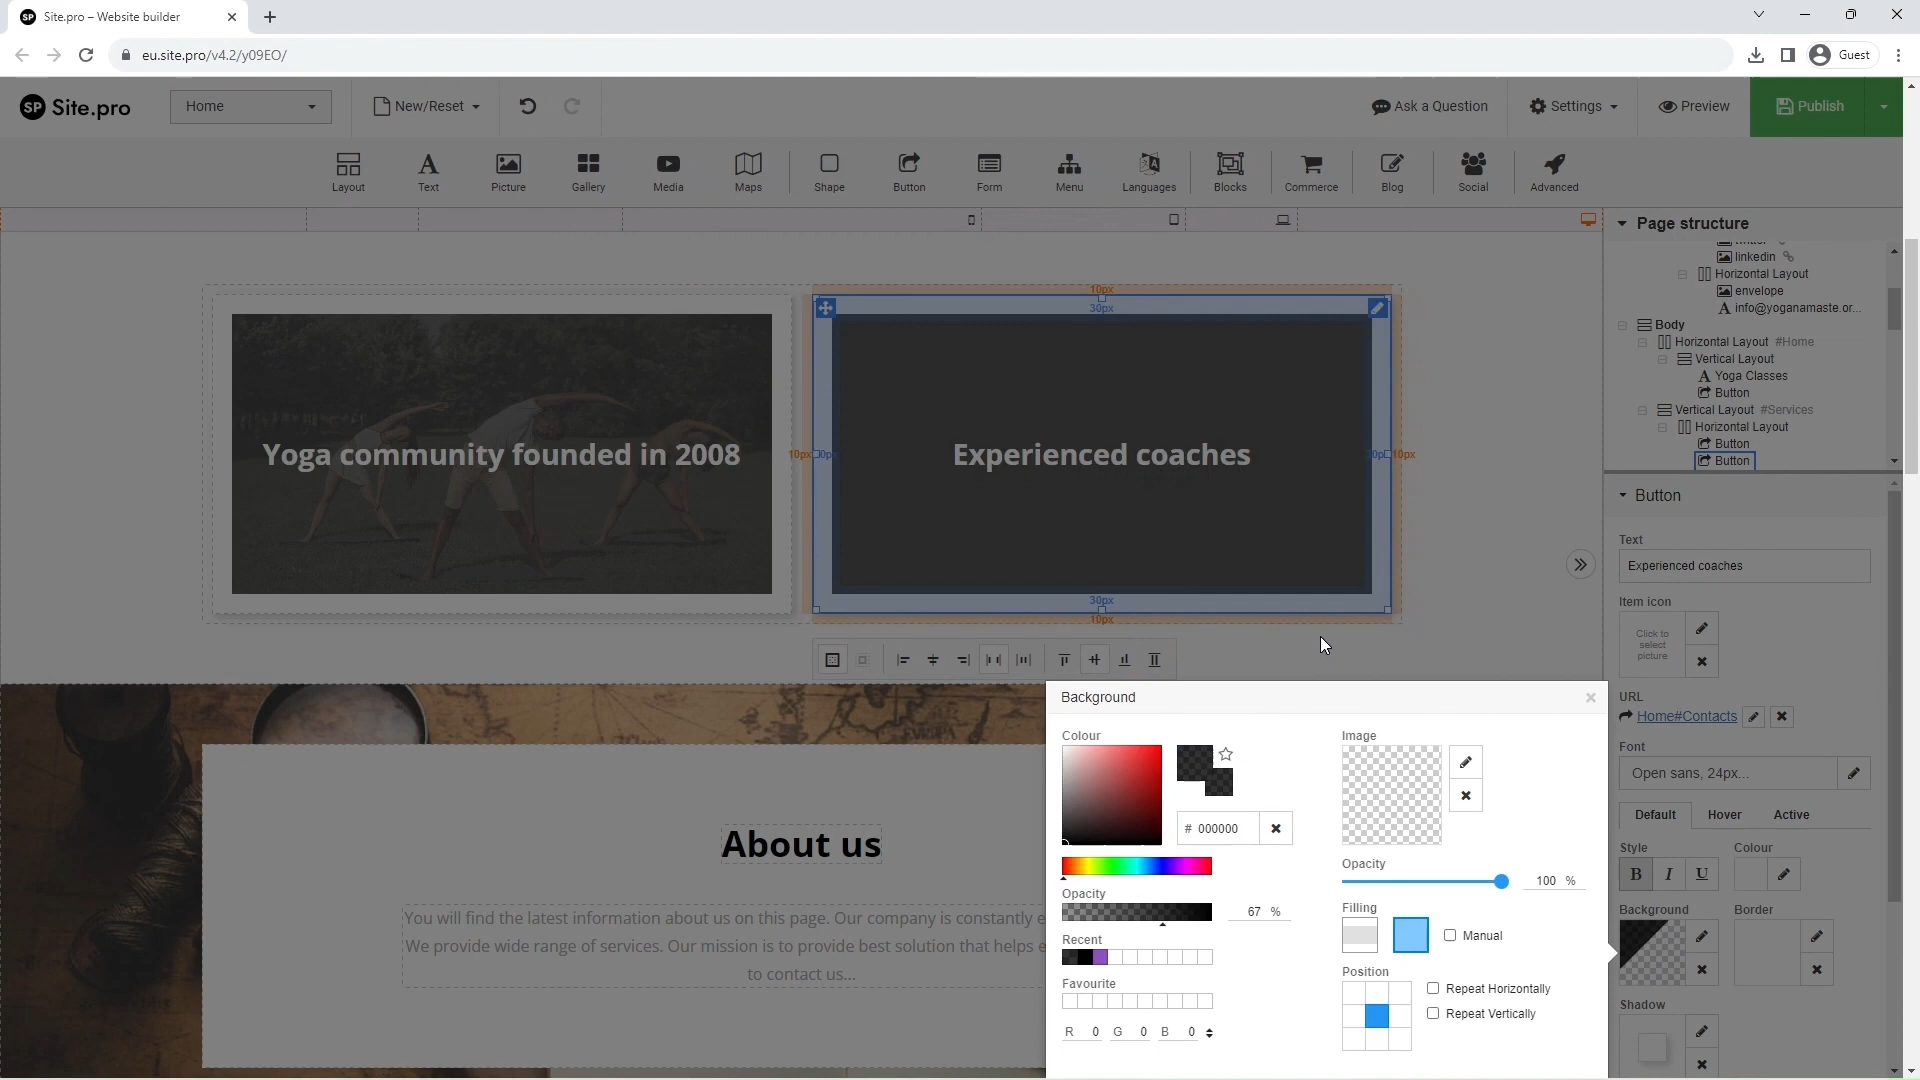 Site.pro – Website builder
eu.site.pro/v4.2/y09EO/
Guest
SP Site.pro
Home
New/Reset
Ask a Question
Settings
Preview
Publish
Layout
Text
Picture
Gallery
Media
Maps
Shape
Button
Form
Menu
Languages
Blocks
Commerce
Blog
Social
Advanced
Page structure
linkedin
Horizontal Layout
envelope
info@yoganamaste.or...
Body
Horizontal Layout #Home
Vertical Layout
Yoga Classes
Button
Vertical Layout #Services
Horizontal Layout
Button
Button
10px
30px
Yoga community founded in 2008
10px
Experienced coaches
10px
30px
10px
Button
Text
Experienced coaches
Item icon
Click to
select
picture
URL
Home#Contacts
Font
Open sans, 24px...
Default
Hover
Active
Style
Colour
B I U
Background
Border
Shadow
About us
You will find the latest information about us on this page. Our company is constantly e
We provide wide range of services. Our mission is to provide best solution that helps e
to contact us...
Background
Colour
# 000000
Opacity
67 %
Recent
Favourite
R 0 G 0 B 0
Image
Opacity
100 %
Filling
Manual
Position
Repeat Horizontally
Repeat Vertically